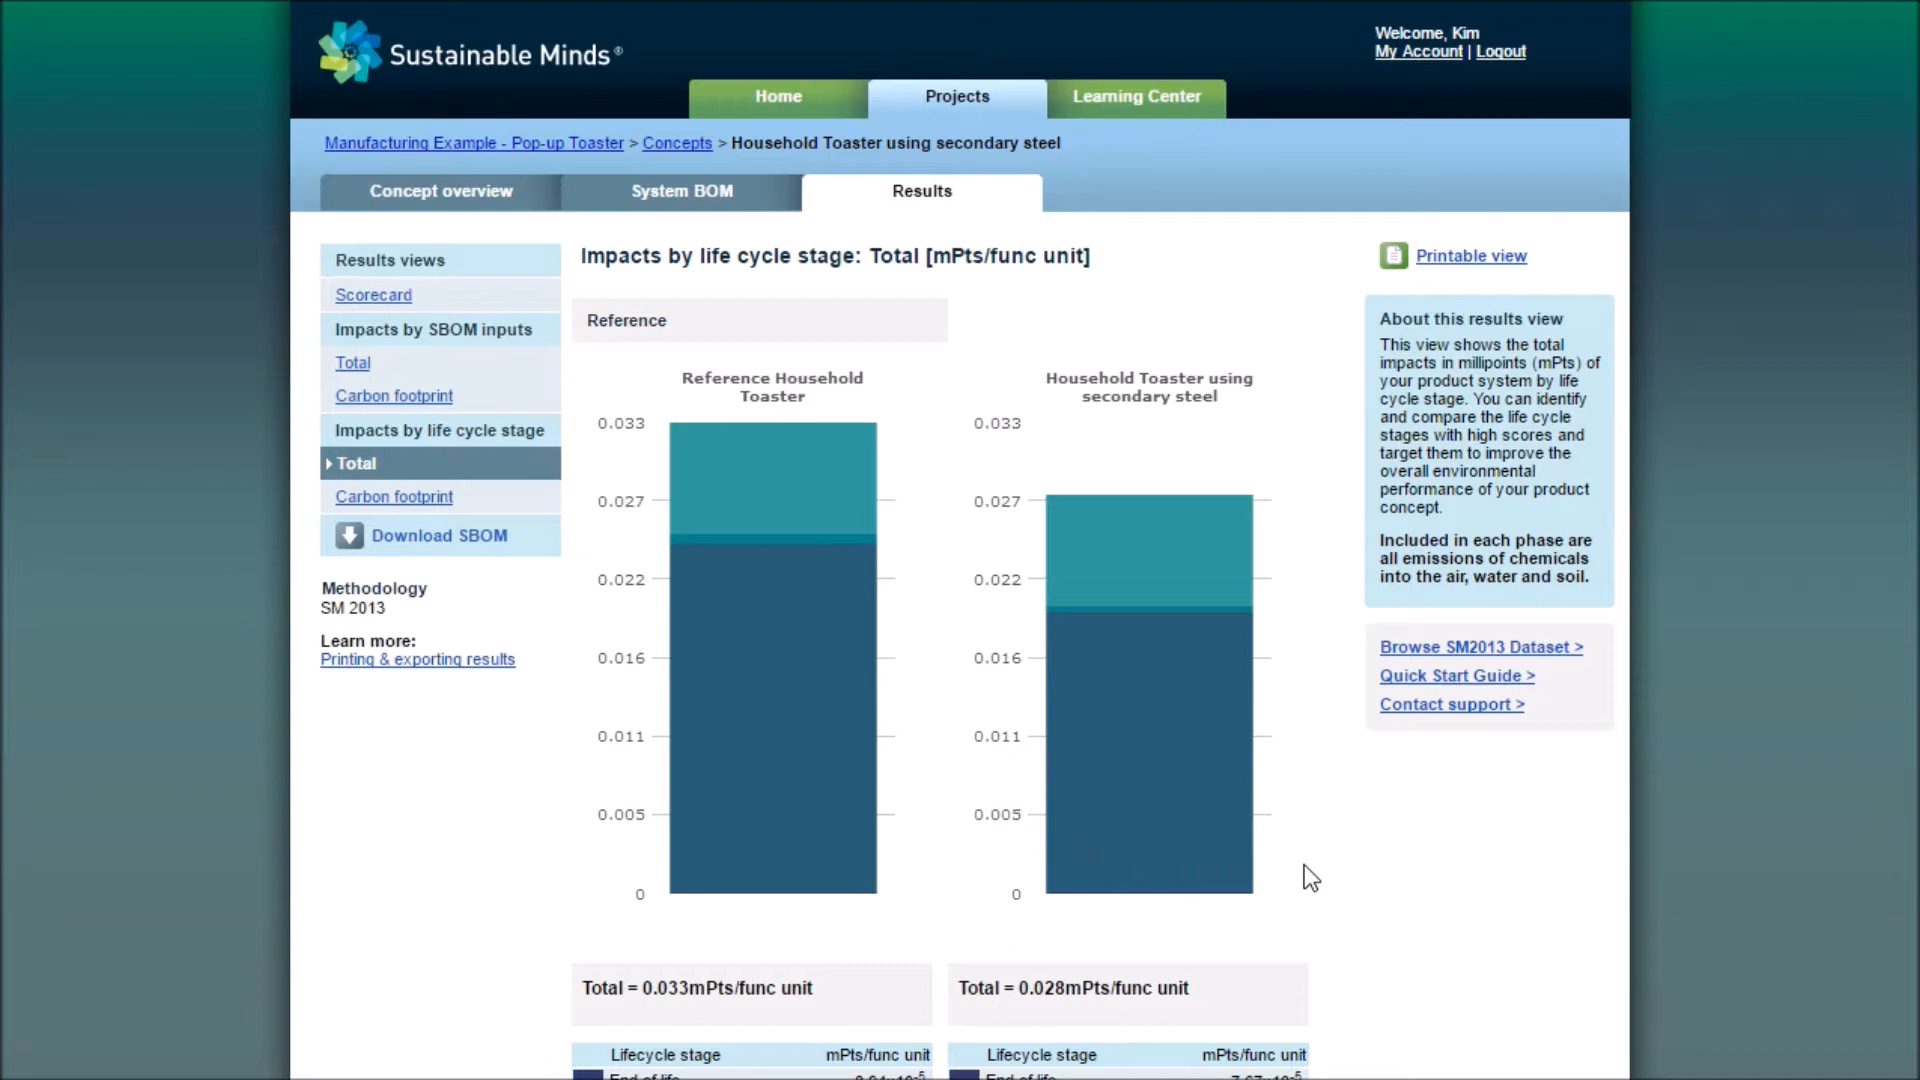 Sustainable Minds®
Welcome, Kim
My Account | Logout
Home
Projects
Learning Center
Manufacturing Example - Pop-up Toaster > Concepts > Household Toaster using secondary steel
Concept overview
System BOM
Results
Results views
Scorecard
Impacts by SBOM inputs
Total
Carbon footprint
Impacts by life cycle stage
Total
Carbon footprint
Download SBOM
Methodology
SM 2013
Learn more:
Printing & exporting results
Impacts by life cycle stage: Total [mPts/func unit]
Reference
Reference Household
Toaster
0.033
0.027
0.022
0.016
0.011
0.005
0
Household Toaster using
secondary steel
0.033
0.027
0.022
0.016
0.011
0.005
0
Total = 0.033mPts/func unit
Total = 0.028mPts/func unit
Lifecycle stage mPts/func unit
End of life
Lifecycle stage mPts/func unit
End of life
Printable view
About this results view
This view shows the total
impacts in millipoints (mPts) of
your product system by life
cycle stage. You can identify
and compare the life cycle
stages with high scores and
target them to improve the
overall environmental
performance of your product
concept.
Included in each phase are
all emissions of chemicals
into the air, water and soil.
Browse SM2013 Dataset >
Quick Start Guide >
Contact support >